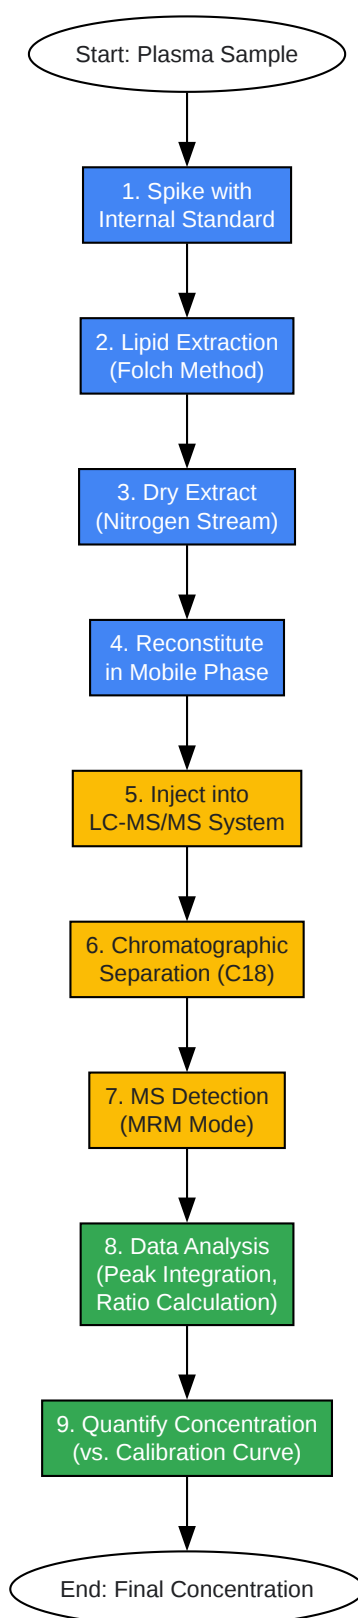 Start: Plasma Sample
1. Spike with
Internal Standard
2. Lipid Extraction
(Folch Method)
3. Dry Extract
(Nitrogen Stream)
4. Reconstitute
in Mobile Phase
5. Inject into
LC-MS/MS System
6. Chromatographic
Separation (C18)
7. MS Detection
(MRM Mode)
8. Data Analysis
(Peak Integration,
Ratio Calculation)
9. Quantify Concentration
(vs. Calibration Curve)
End: Final Concentration